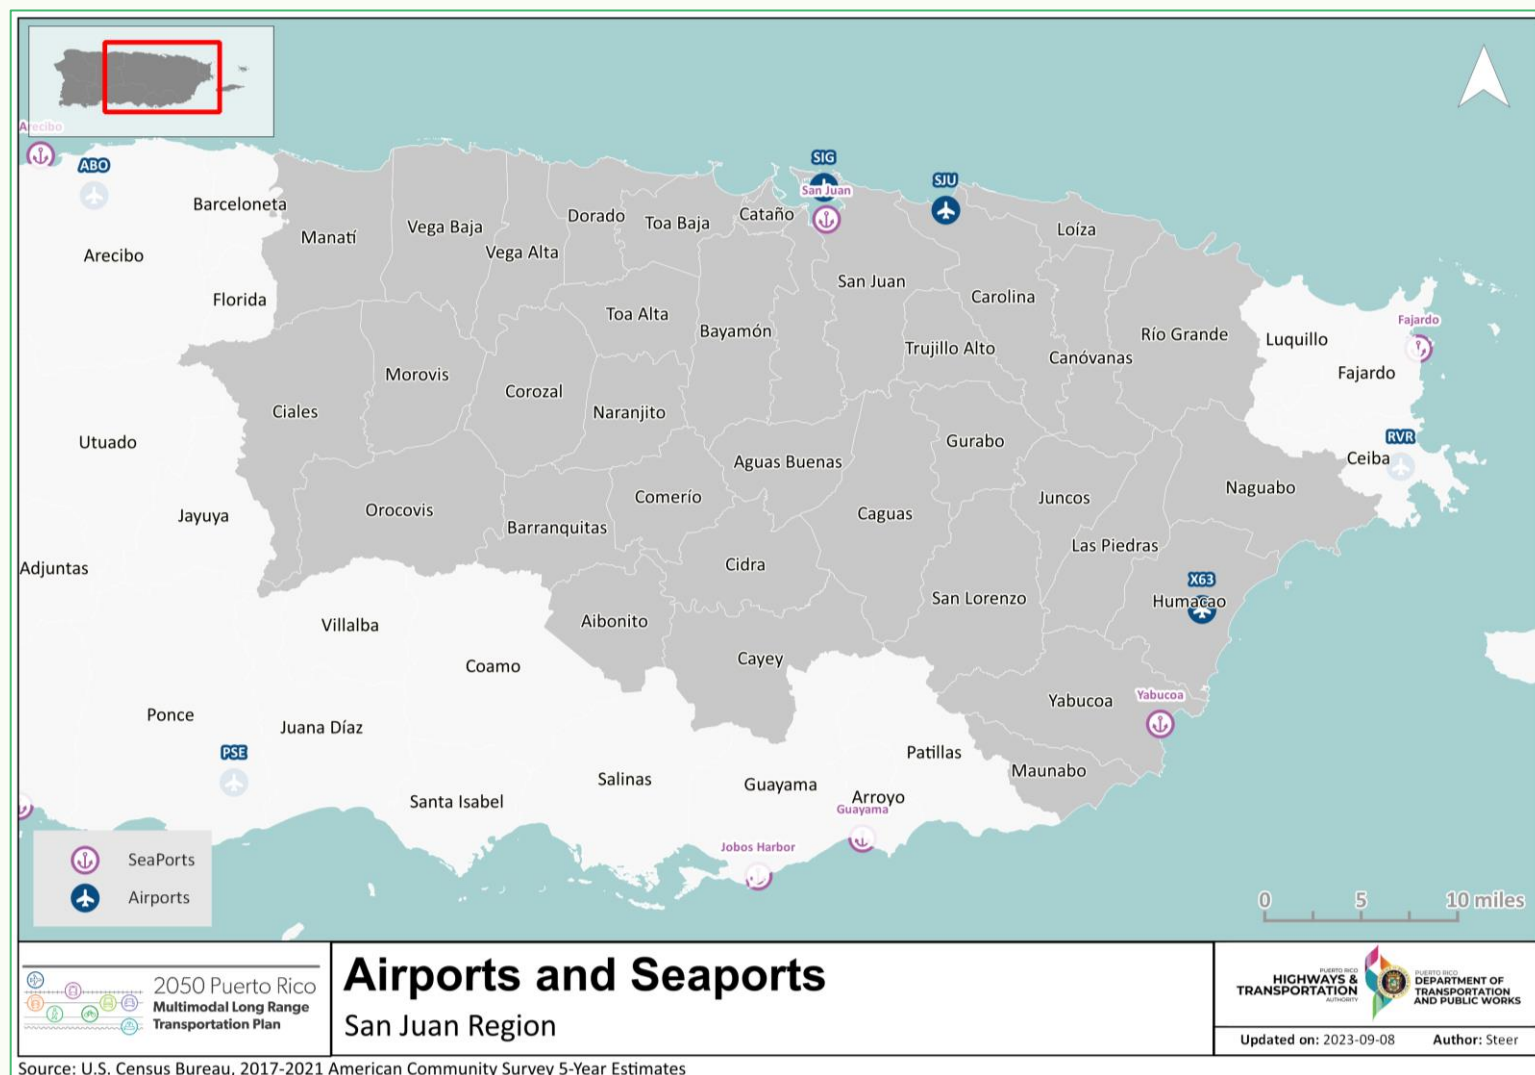 Arecibo
ABO
SIG
San Juan
SJU
Barceloneta
Manatí
Vega Baja
Vega Alta
Dorado
Toa Baja
Cataño
Loíza
Arecibo
Florida
Toa Alta
Bayamón
San Juan
Carolina
Trujillo Alto
Canóvanas
Río Grande
Luquillo
Fajardo
Fajardo
Ciales
Morovis
Corozal
Naranjito
Utuado
Aguas Buenas
Gurabo
RVR
Ceiba
Jayuya
Orocovis
Barranquitas
Comerío
Caguas
Juncos
Naguabo
Las Piedras
Adjuntas
Cidra
X63
Humacao
San Lorenzo
Villalba
Aibonito
Coamo
Cayey
Yabucoa
Yabucoa
Ponce
Juana Díaz
PSE
Patillas
Maunabo
Salinas
Guayama
Arroyo
Guayama
Santa Isabel
Jobos Harbor
SeaPorts
Airports
0 5 10 miles
2050 Puerto Rico
Multimodal Long Range
Transportation Plan
Airports and Seaports
San Juan Region
PUERTO RICO
HIGHWAYS &
TRANSPORTATION
AUTHORITY
PUERTO RICO
DEPARTMENT OF
TRANSPORTATION
AND PUBLIC WORKS
Updated on: 2023-09-08 Author: Steer
Source: U.S. Census Bureau, 2017-2021 American Community Survey 5-Year Estimates